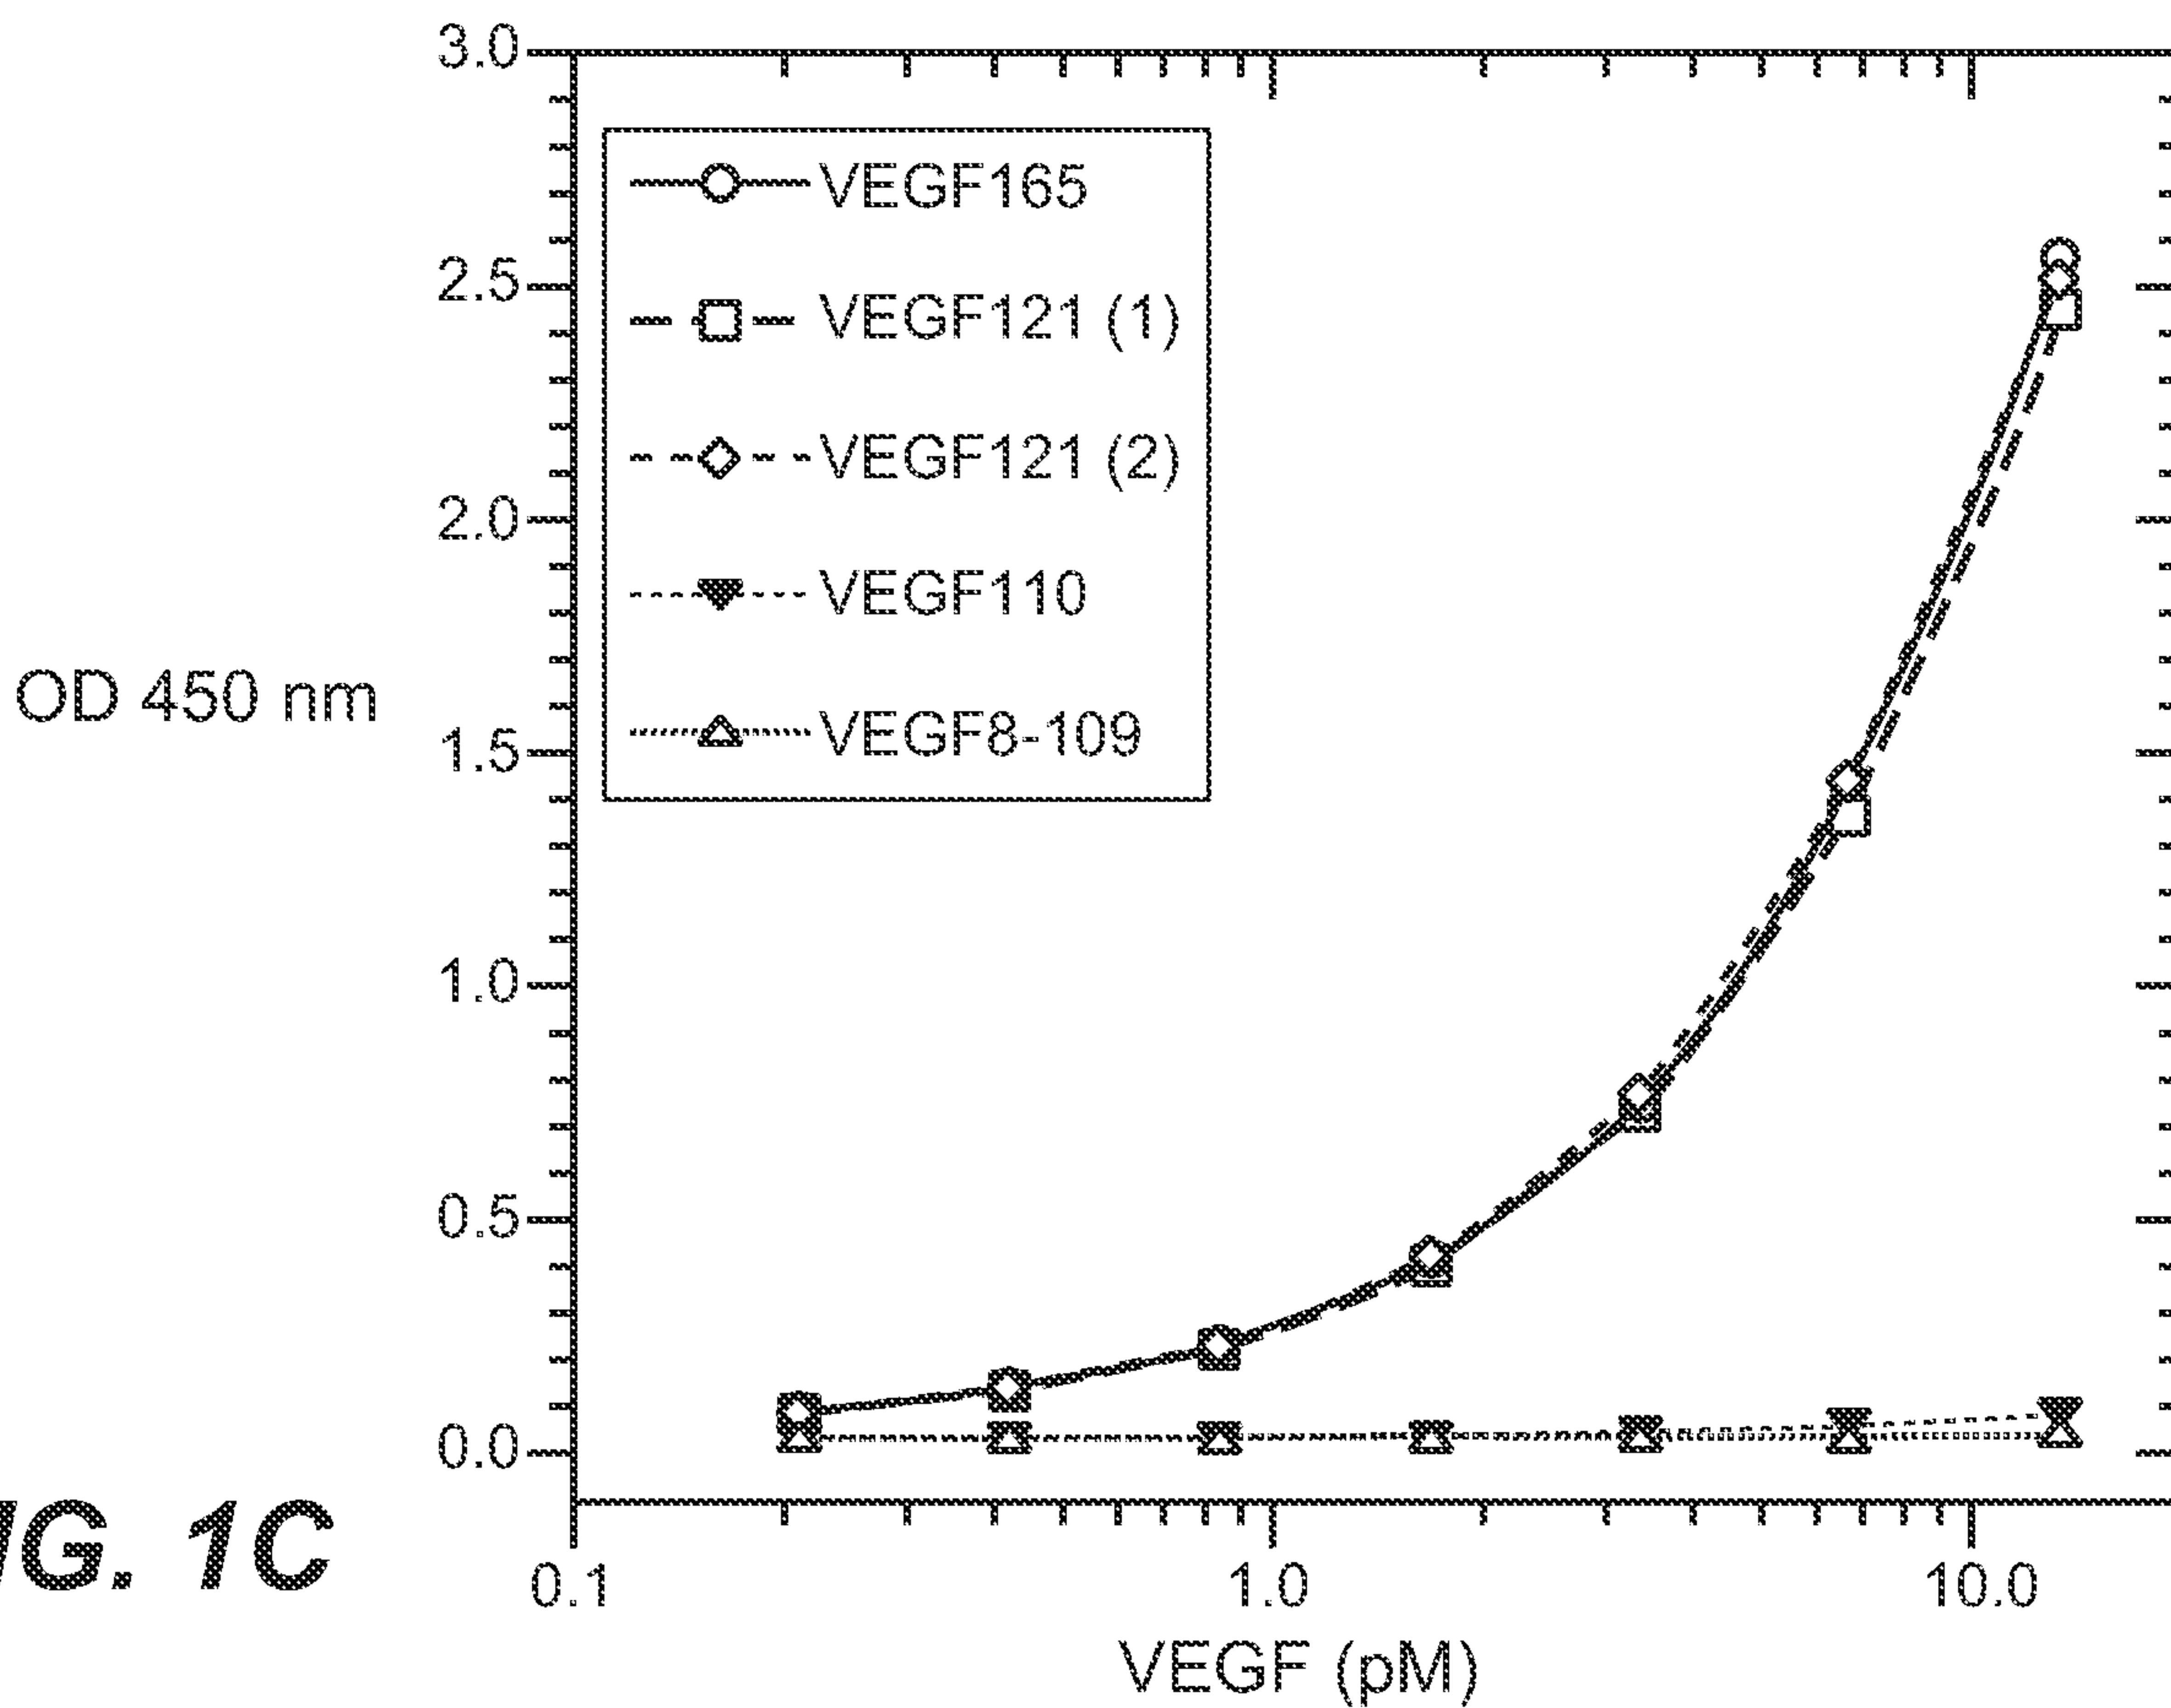 3.0
2.5
2.0
1.5
1.0
0.5
0.0
OD 450 nm
VEGF165
VEGF121 (1)
VEGF121 (2)
VEGF110
VEGF8-109
0.1
1.0
10.0
VEGF (pM)
IG. 1C